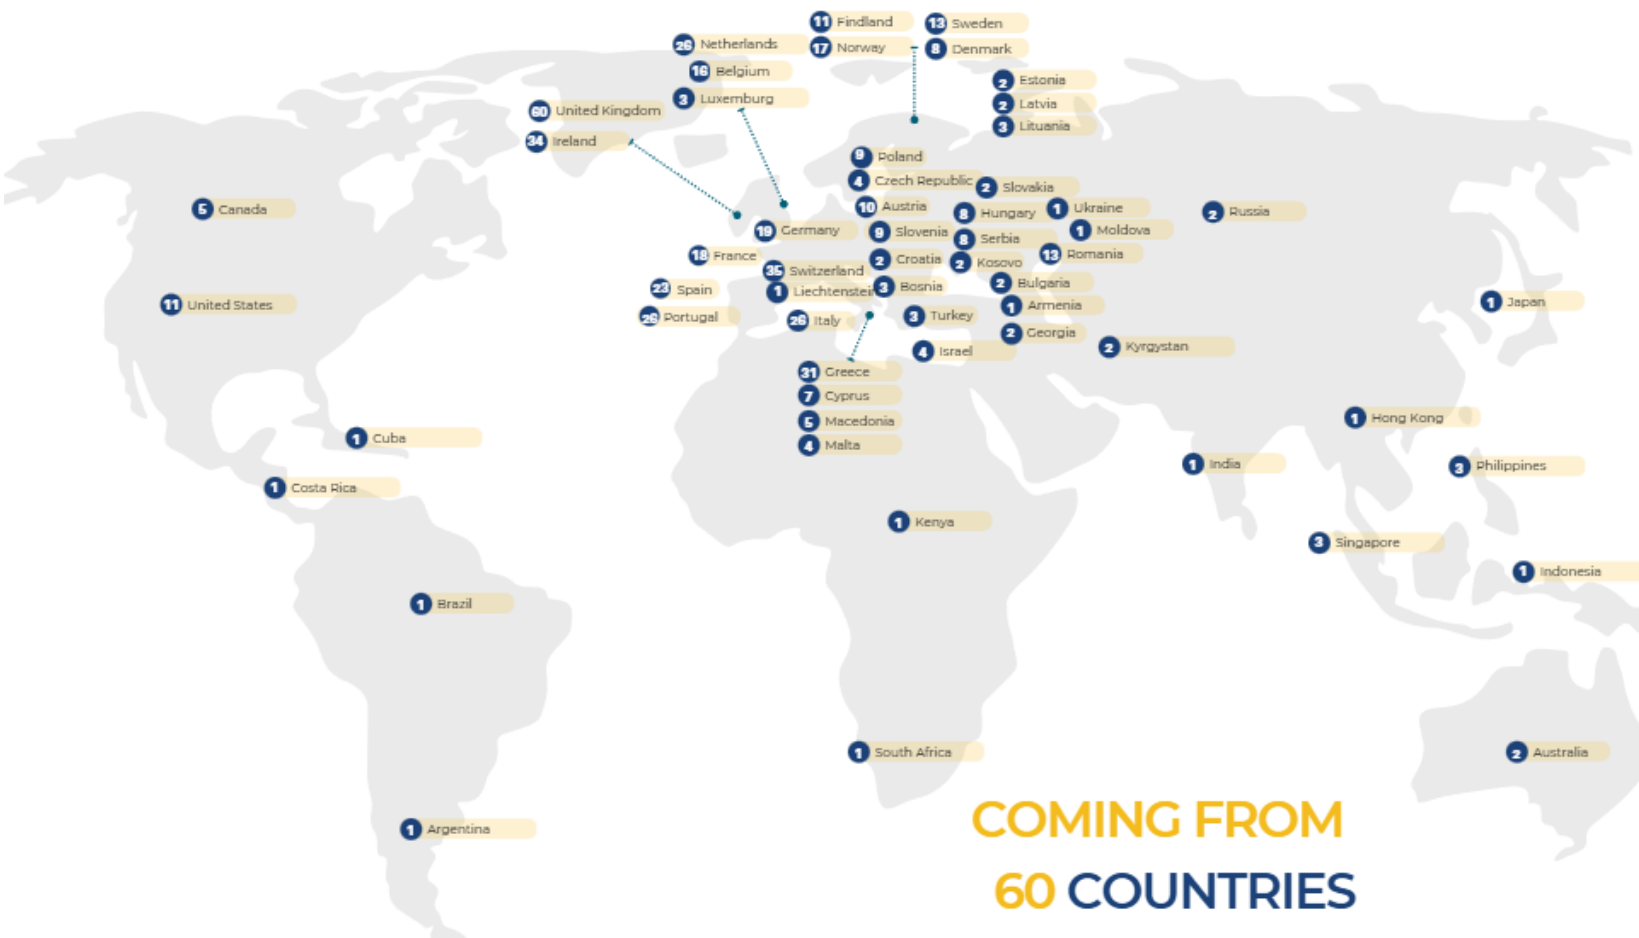 11 Findland
13 Sweden
26 Netherlands
17 Norway
8 Denmark
16 Belgium
2 Estonia
3 Luxemburg
2 Latvia
60 United Kingdom
3 Lituania
34 Ireland
9 Poland
4 Czech Republic
2 Slovakia
5 Canada
10 Austria
8 Hungary
1 Ukraine
2 Russia
19 Germany
9 Slovenia
8 Serbia
1 Moldova
18 France
2 Croatia
2 Kosovo
13 Romania
35 Switzerland
23 Spain
1 Liechtenstein
3 Bosnia
2 Bulgaria
11 United States
1 Armenia
1 Japan
26 Portugal
26 Italy
3 Turkey
2 Georgia
4 Israel
2 Kyrgystan
31 Greece
7 Cyprus
5 Macedonia
4 Malta
1 Hong Kong
1 Cuba
1 India
3 Philippines
1 Costa Rica
1 Kenya
3 Singapore
1 Indonesia
1 Brazil
1 South Africa
2 Australia
1 Argentina
COMING FROM
60 COUNTRIES